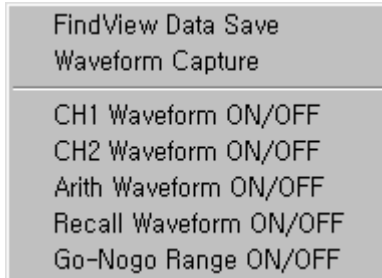 FindView Data Save
Waveform Capture
CH1 Waveform ON/OFF
CH2 Waveform ON/OFF
Arith Waveform ON/OFF
Recall Waveform ON/OFF
Go-Nogo Range ON/OFF